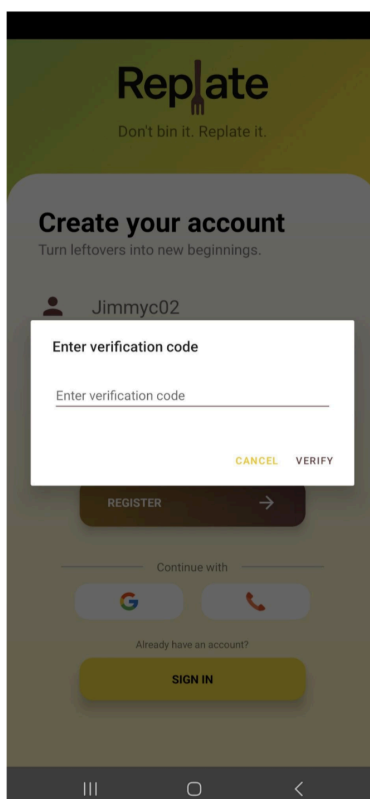 Replate
Don't bin it. Replate it.
Create your account
Turn leftovers into new beginnings.
Jimmyc02
Enter verification code
Enter verification code
CANCEL VERIFY
REGISTER
Continue with
Already have an account?
SIGN IN